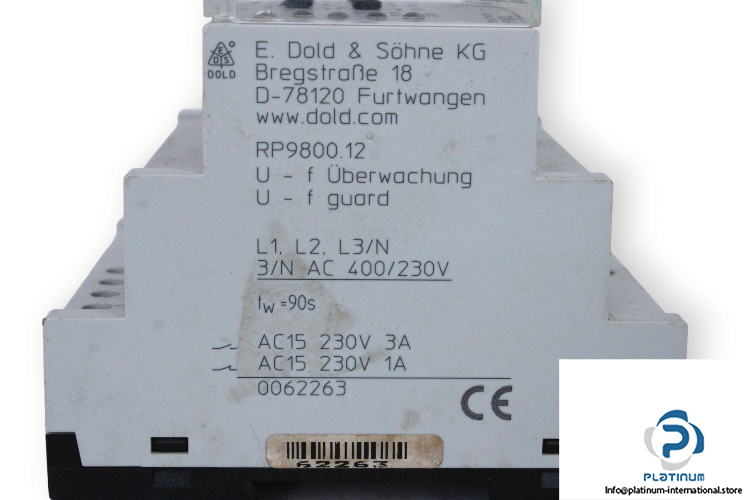 E. Dold & Söhne KG
Bregstraße 18
D-78120 Furtwangen
www.dold.com
E
D S
DOLD
RP9800.12
U - f Überwachung
U - f guard
L1, L2, L3/N
3/N AC 400/230V
tw=90s
AC15 230V 3A
AC15 230V 1A
0062263
CE
62263
PLATINUM
Info@platinum-international.store